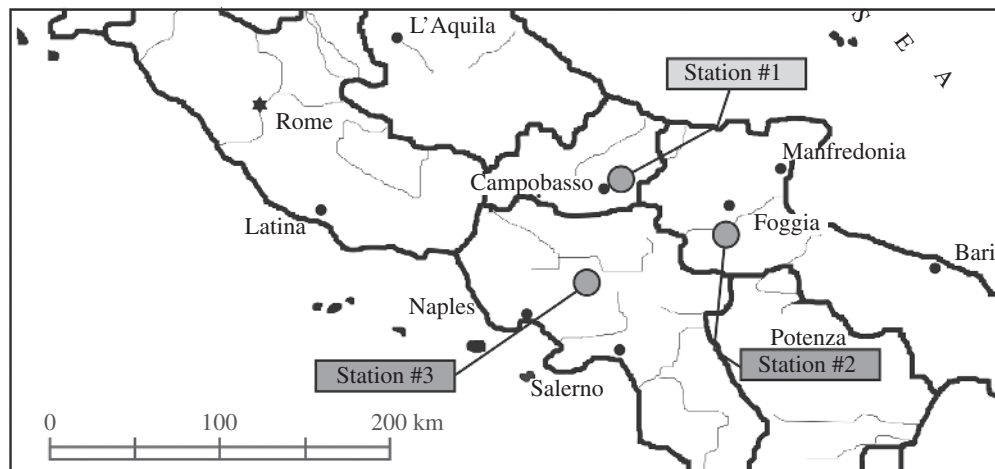 L'Aquila
S E A
Station #1
Rome
Manfredonia
Campobasso
Latina
Foggia
Bari
Naples
Potenza
Station #3
Station #2
Salerno
0 100 200 km